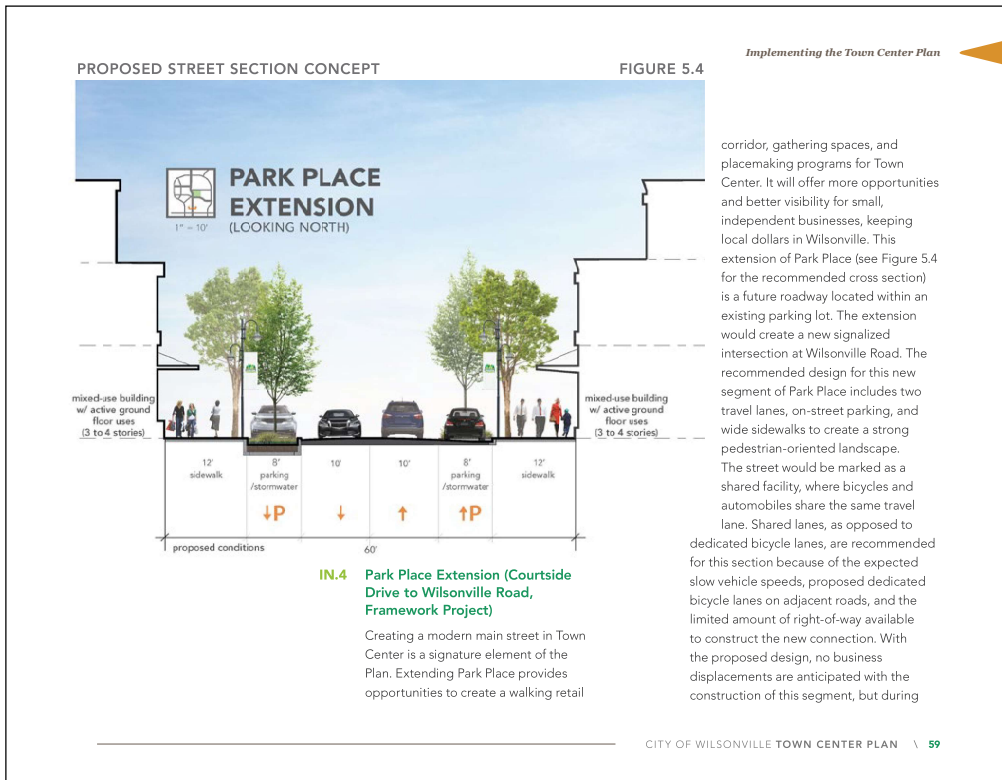 Implementing the Town Center Plan
PROPOSED STREET SECTION CONCEPT
FIGURE 5.4
PARK PLACE
EXTENSION
(LOOKING NORTH)
1" = 10'
mixed-use building
w/ active ground
floor uses
(3 to 4 stories)
mixed-use building
w/ active ground
floor uses
(3 to 4 stories)
12'
sidewalk
8'
parking
/stormwater
10'
10'
8'
parking
/stormwater
12'
sidewalk
↓P
↓
↑
↑P
proposed conditions
60'
IN.4 Park Place Extension (Courtside
Drive to Wilsonville Road,
Framework Project)
Creating a modern main street in Town
Center is a signature element of the
Plan. Extending Park Place provides
opportunities to create a walking retail
corridor, gathering spaces, and
placemaking programs for Town
Center. It will offer more opportunities
and better visibility for small,
independent businesses, keeping
local dollars in Wilsonville. This
extension of Park Place (see Figure 5.4
for the recommended cross section)
is a future roadway located within an
existing parking lot. The extension
would create a new signalized
intersection at Wilsonville Road. The
recommended design for this new
segment of Park Place includes two
travel lanes, on-street parking, and
wide sidewalks to create a strong
pedestrian-oriented landscape.
The street would be marked as a
shared facility, where bicycles and
automobiles share the same travel
lane. Shared lanes, as opposed to
dedicated bicycle lanes, are recommended
for this section because of the expected
slow vehicle speeds, proposed dedicated
bicycle lanes on adjacent roads, and the
limited amount of right-of-way available
to construct the new connection. With
the proposed design, no business
displacements are anticipated with the
construction of this segment, but during
CITY OF WILSONVILLE TOWN CENTER PLAN \ 59